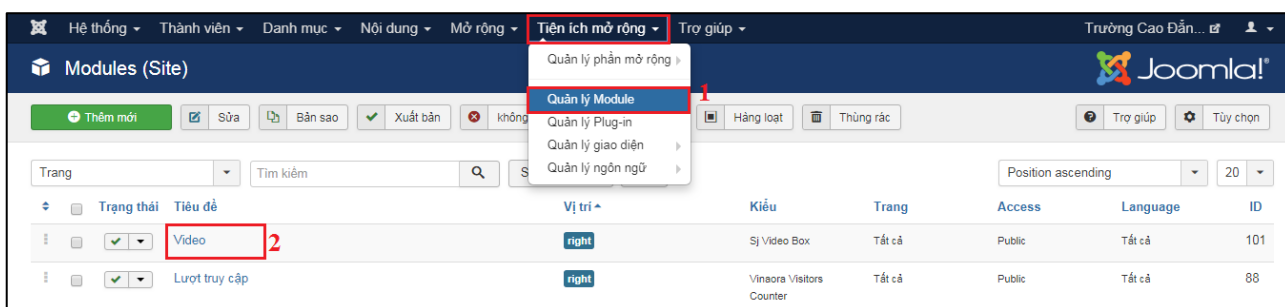 Hệ thống Thành viên Danh mục Nội dung Mở rộng Tiện ích mở rộng Trợ giúp Trường Cao Đẳn...
Modules (Site) Joomla!®
Quản lý phần mở rộng
Quản lý Module 1
Quản lý Plug-in
Quản lý giao diện
Quản lý ngôn ngữ
Thêm mới Sửa Bản sao Xuất bản không Hàng loạt Thùng rác Trợ giúp Tùy chọn
Trang Tìm kiếm S Position ascending 20
Trạng thái Tiêu đề Vị trí Kiểu Trang Access Language ID
Video 2 right Sj Video Box Tất cả Public Tất cả 101
Lượt truy cập right Vinaora Visitors Counter Tất cả Public Tất cả 88